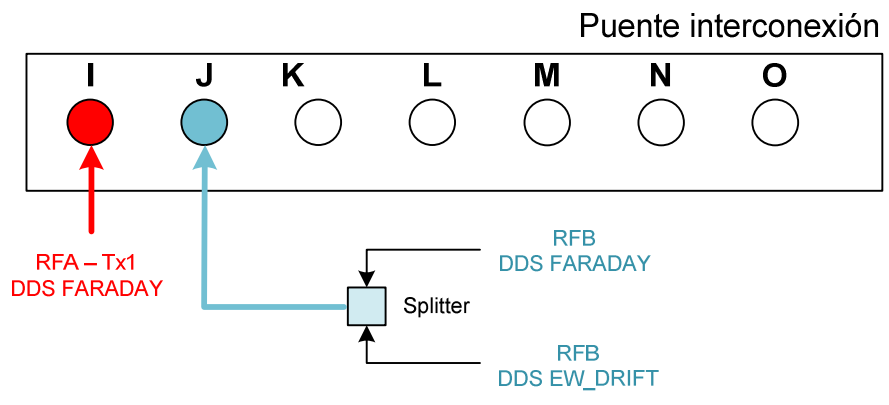 Puente interconexión
I J K L M N O
RFA – Tx1
DDS FARADAY
RFB
DDS FARADAY
Splitter
RFB
DDS EW_DRIFT